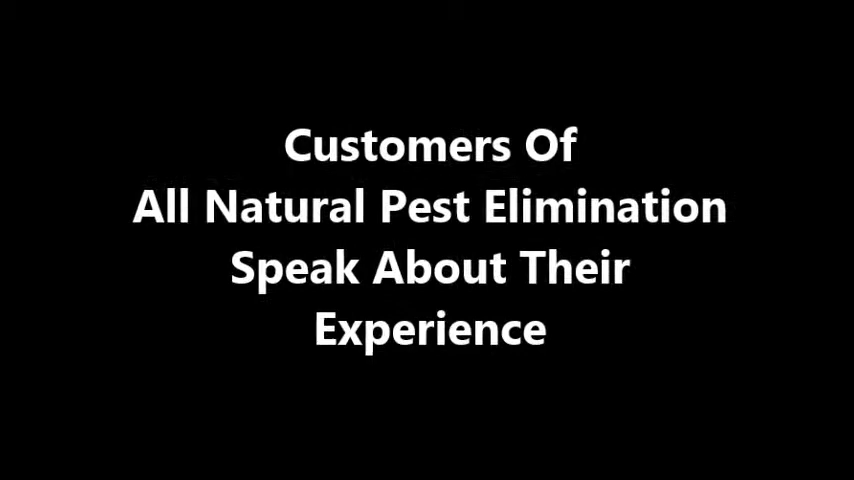 Customers Of
All Natural Pest Elimination
Speak About Their
Experience